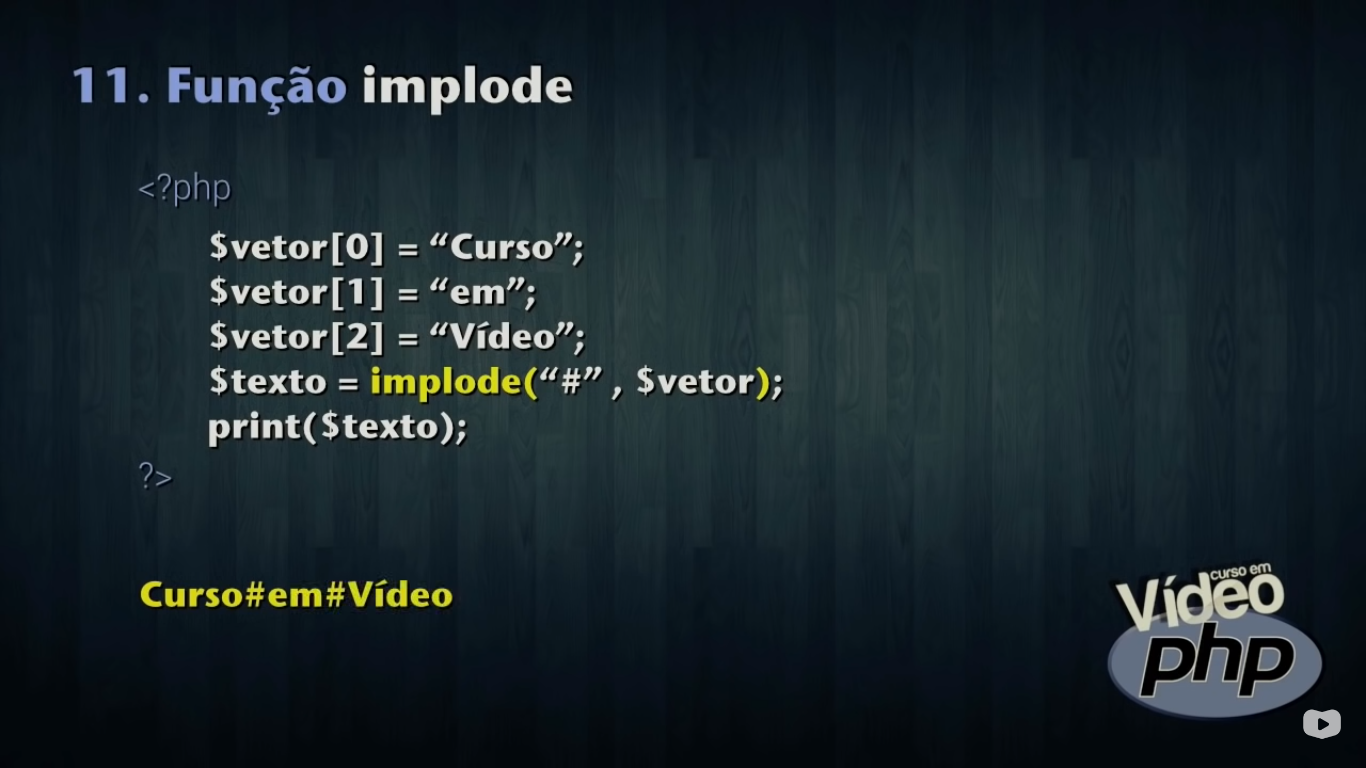 11. Função implode
<?php
$vetor[0] = “Curso”;
$vetor[1] = “em”;
$vetor[2] = “Vídeo”;
$texto = implode(“#” , $vetor);
print($texto);
?>
Curso#em#Vídeo
curso em
Vídeo
php